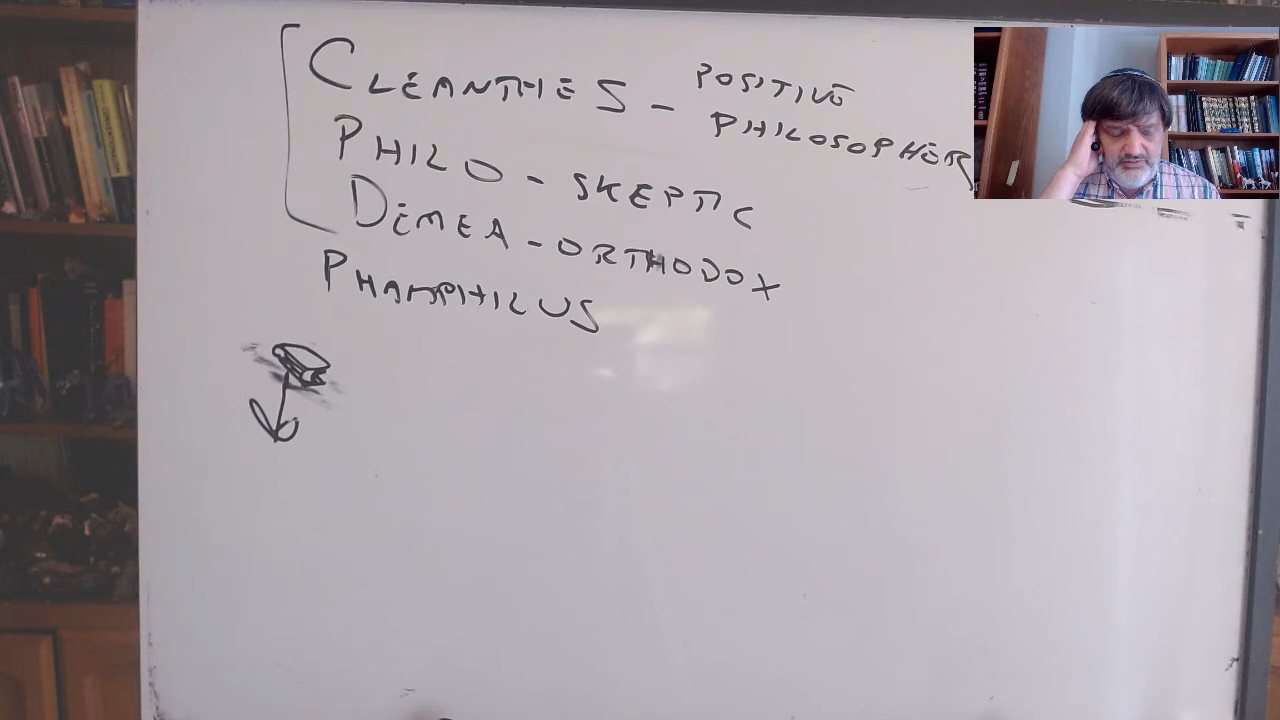 CLEANTHES - POSITIVE
PHILOSOPHER
PHILO - SKEPTIC
DEMEA - ORTHODOX
PHAMPHILUS